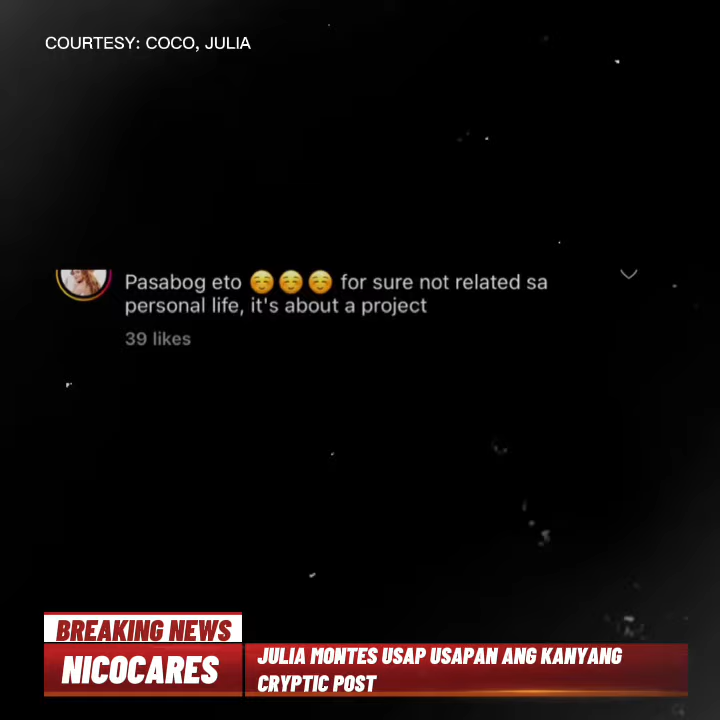 COURTESY: COCO, JULIA
Pasabog eto ☺️☺️☺️ for sure not related sa
personal life, it's about a project
39 likes
BREAKING NEWS
NICOCARES
JULIA MONTES USAP USAPAN ANG KANYANG
CRYPTIC POST